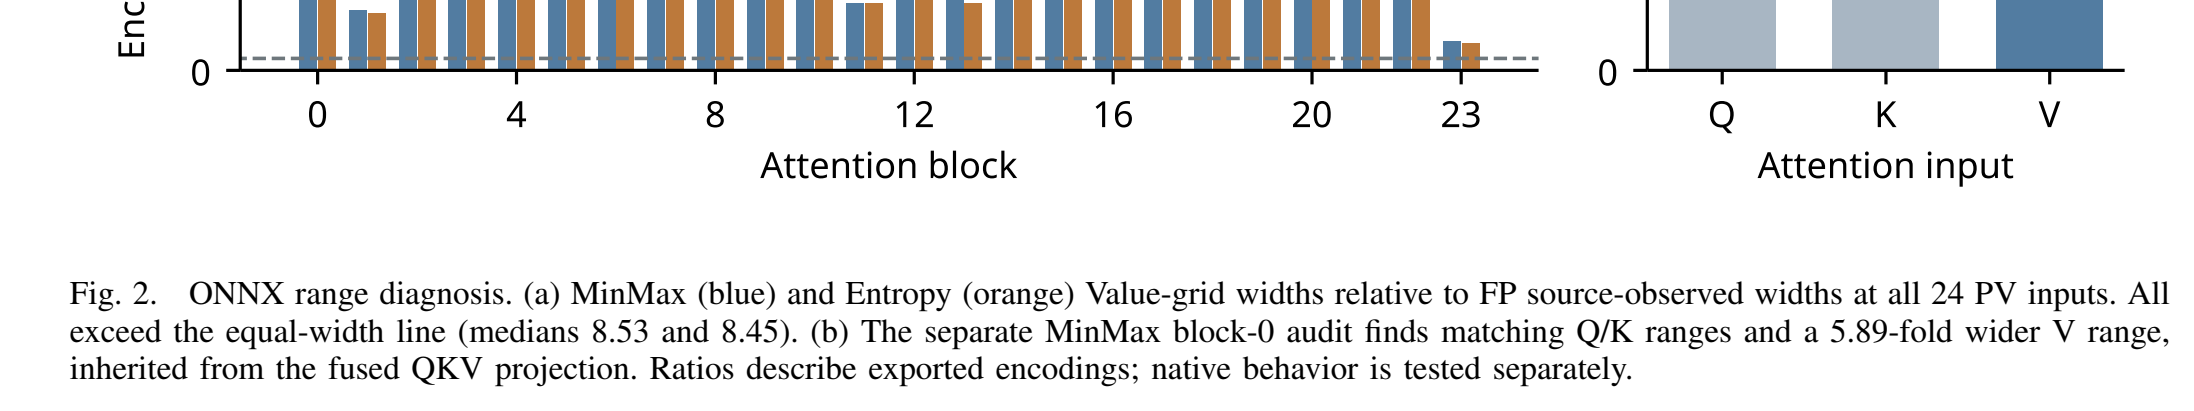 Enc
0
0 4 8 12 16 20 23
Attention block
0
Q K V
Attention input
Fig. 2. ONNX range diagnosis. (a) MinMax (blue) and Entropy (orange) Value-grid widths relative to FP source-observed widths at all 24 PV inputs. All
exceed the equal-width line (medians 8.53 and 8.45). (b) The separate MinMax block-0 audit finds matching Q/K ranges and a 5.89-fold wider V range,
inherited from the fused QKV projection. Ratios describe exported encodings; native behavior is tested separately.